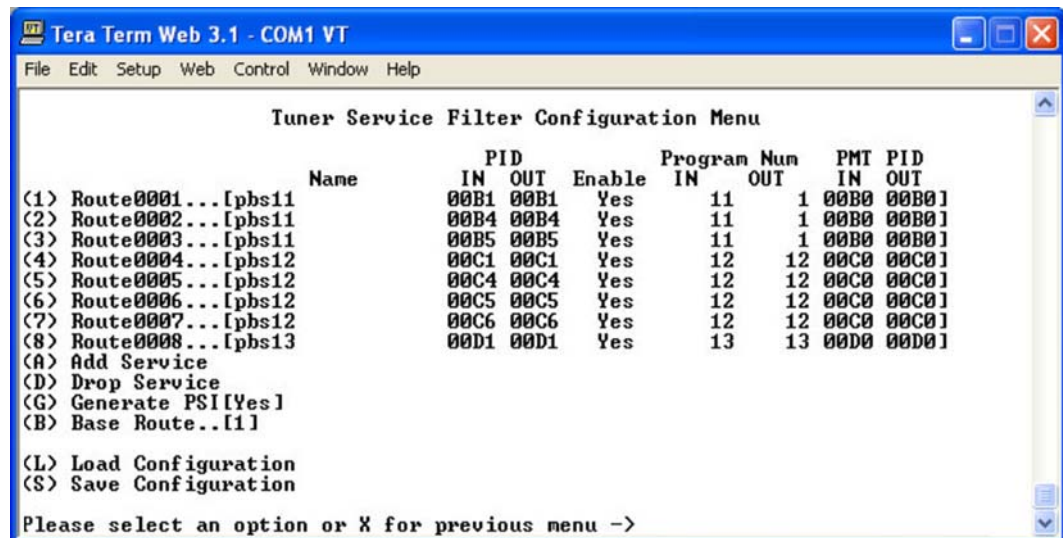 Tera Term Web 3.1 - COM1 VT
File Edit Setup Web Control Window Help
Tuner Service Filter Configuration Menu
PID Program Num PMT PID
Name IN OUT Enable IN OUT IN OUT
(1) Route0001...[pbs11 00B1 00B1 Yes 11 1 00B0 00B0]
(2) Route0002...[pbs11 00B4 00B4 Yes 11 1 00B0 00B0]
(3) Route0003...[pbs11 00B5 00B5 Yes 11 1 00B0 00B0]
(4) Route0004...[pbs12 00C1 00C1 Yes 12 12 00C0 00C0]
(5) Route0005...[pbs12 00C4 00C4 Yes 12 12 00C0 00C0]
(6) Route0006...[pbs12 00C5 00C5 Yes 12 12 00C0 00C0]
(7) Route0007...[pbs12 00C6 00C6 Yes 12 12 00C0 00C0]
(8) Route0008...[pbs13 00D1 00D1 Yes 13 13 00D0 00D0]
(A) Add Service
(D) Drop Service
(G) Generate PSI[Yes]
(B) Base Route..[1]
(L) Load Configuration
(S) Save Configuration
Please select an option or X for previous menu ->